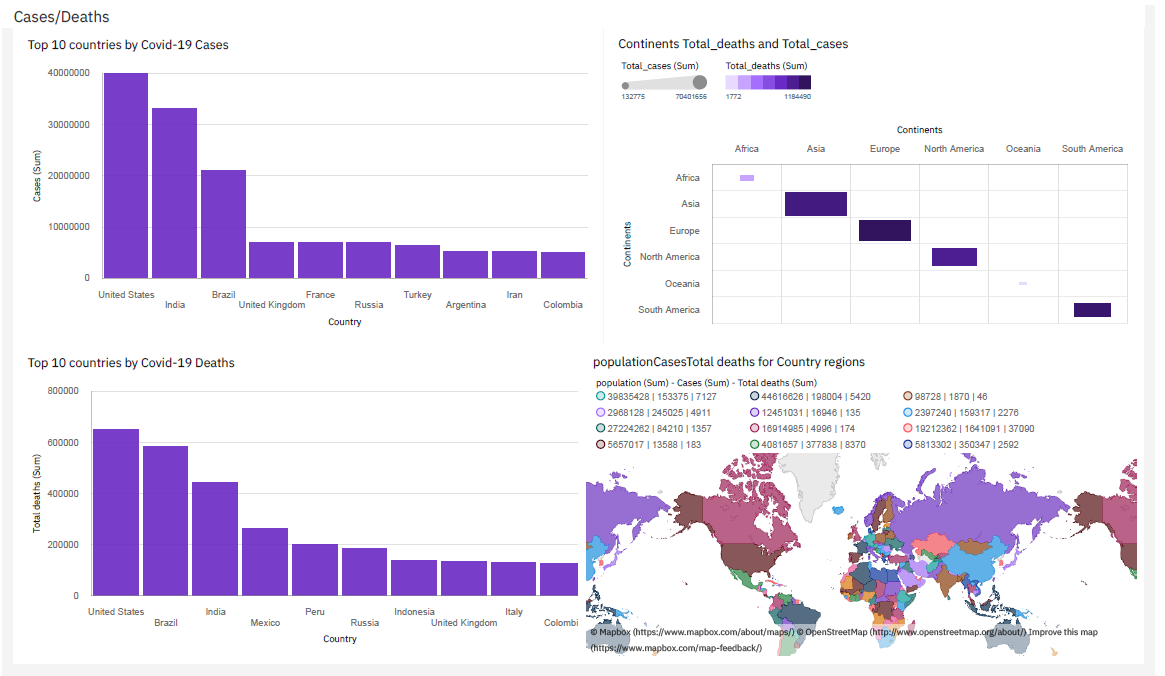 Cases/Deaths
Top 10 countries by Covid-19 Cases
40000000
30000000
20000000
10000000
0
Cases (Sum)
United States
India
Brazil
United Kingdom
France
Russia
Turkey
Argentina
Iran
Colombia
Country
Continents Total_deaths and Total_cases
Total_cases (Sum)
132775 70401656
Total_deaths (Sum)
1772 1184490
Continents
Africa Asia Europe North America Oceania South America
Continents
Africa
Asia
Europe
North America
Oceania
South America
Top 10 countries by Covid-19 Deaths
800000
600000
400000
200000
0
Total deaths (Sum)
United States
Brazil
India
Mexico
Peru
Russia
Indonesia
United Kingdom
Italy
Colombi
Country
populationCasesTotal deaths for Country regions
population (Sum) - Cases (Sum) - Total deaths (Sum)
39835428 | 153375 | 7127 44616626 | 198004 | 5420 98728 | 1870 | 46
2968128 | 245025 | 4911 12451031 | 16946 | 135 2397240 | 159317 | 2276
27224262 | 84210 | 1357 16914985 | 4996 | 174 19212362 | 1641091 | 37090
5657017 | 13588 | 183 4081657 | 377838 | 8370 5813302 | 350347 | 2592
© Mapbox (https://www.mapbox.com/about/maps/) © OpenStreetMap (http://www.openstreetmap.org/about/) Improve this map
(https://www.mapbox.com/map-feedback/)